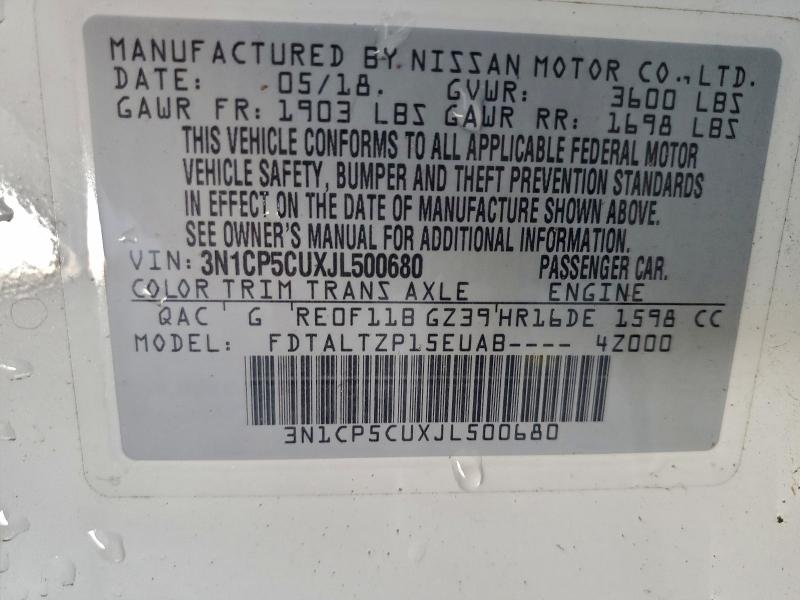 MANUFACTURED BY NISSAN MOTOR CO., LTD.
DATE: 05/18. GVWR: 3600 LBS
GAWR FR: 1903 LBS GAWR RR: 1698 LBS
THIS VEHICLE CONFORMS TO ALL APPLICABLE FEDERAL MOTOR
VEHICLE SAFETY, BUMPER AND THEFT PREVENTION STANDARDS
IN EFFECT ON THE DATE OF MANUFACTURE SHOWN ABOVE.
SEE OWNER'S MANUAL FOR ADDITIONAL INFORMATION.
VIN: 3N1CP5CUXJL500680 PASSENGER CAR.
COLOR TRIM TRANS AXLE ENGINE
QAC G RE0F11B GZ39 HR16DE 1598 CC
MODEL: FDTALTZP15EUAB---- 4Z000
3N1CP5CUXJL500680